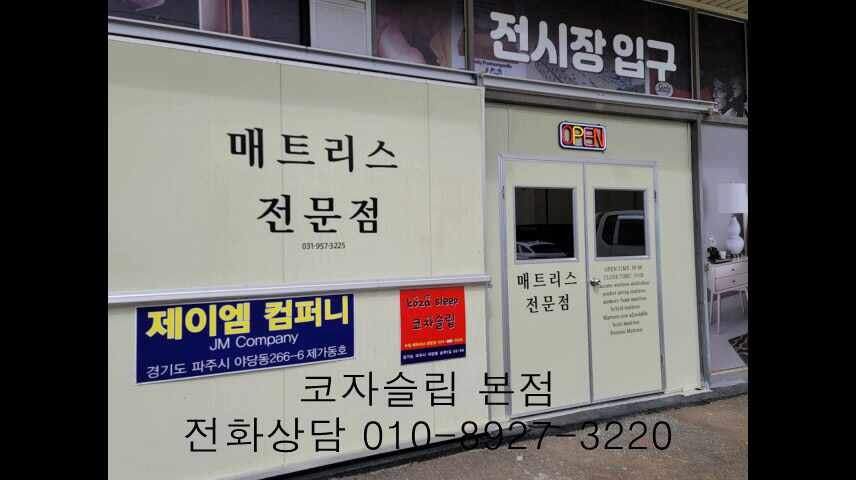 전시장 입구
OPEN
매트리스
전문점
031-957-3225
매트리스
전문점
제이엠 컴퍼니
JM Company
경기도 파주시 야당동266-6 제가동호
kózá sleep
코자슬립
코자슬립 본점
전화상담 010-8927-3220